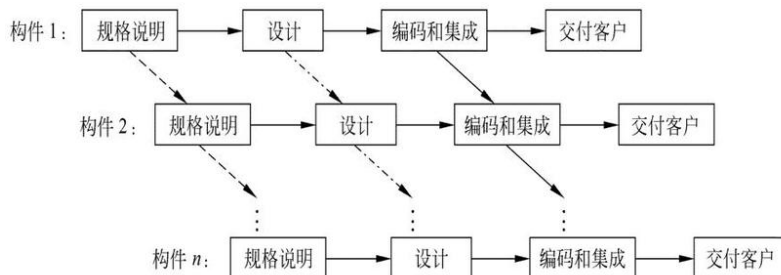 构件 1： 规格说明 设计 编码和集成 交付客户
构件 2： 规格说明 设计 编码和集成 交付客户
构件 n： 规格说明 设计 编码和集成 交付客户